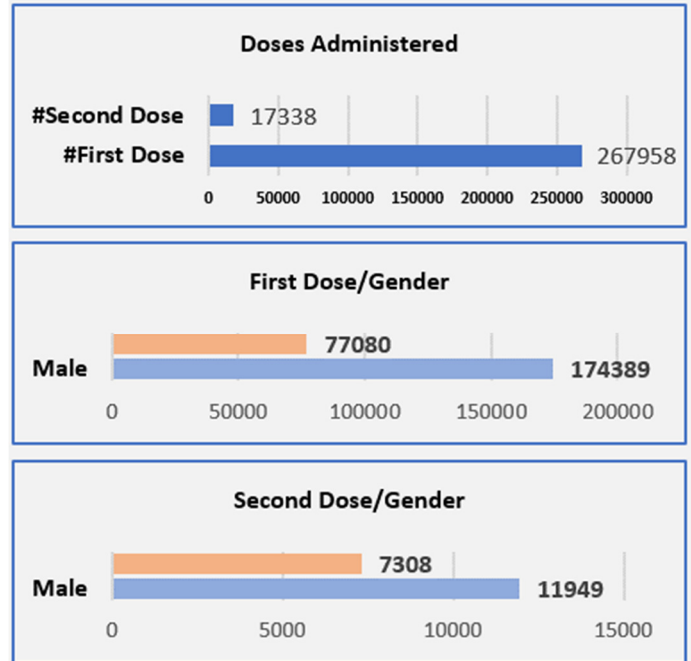 Doses Administered
#Second Dose 17338
#First Dose 267958
0 50000 100000 150000 200000 250000 300000
First Dose/Gender
77080
Male 174389
0 50000 100000 150000 200000
Second Dose/Gender
7308
Male 11949
0 5000 10000 15000